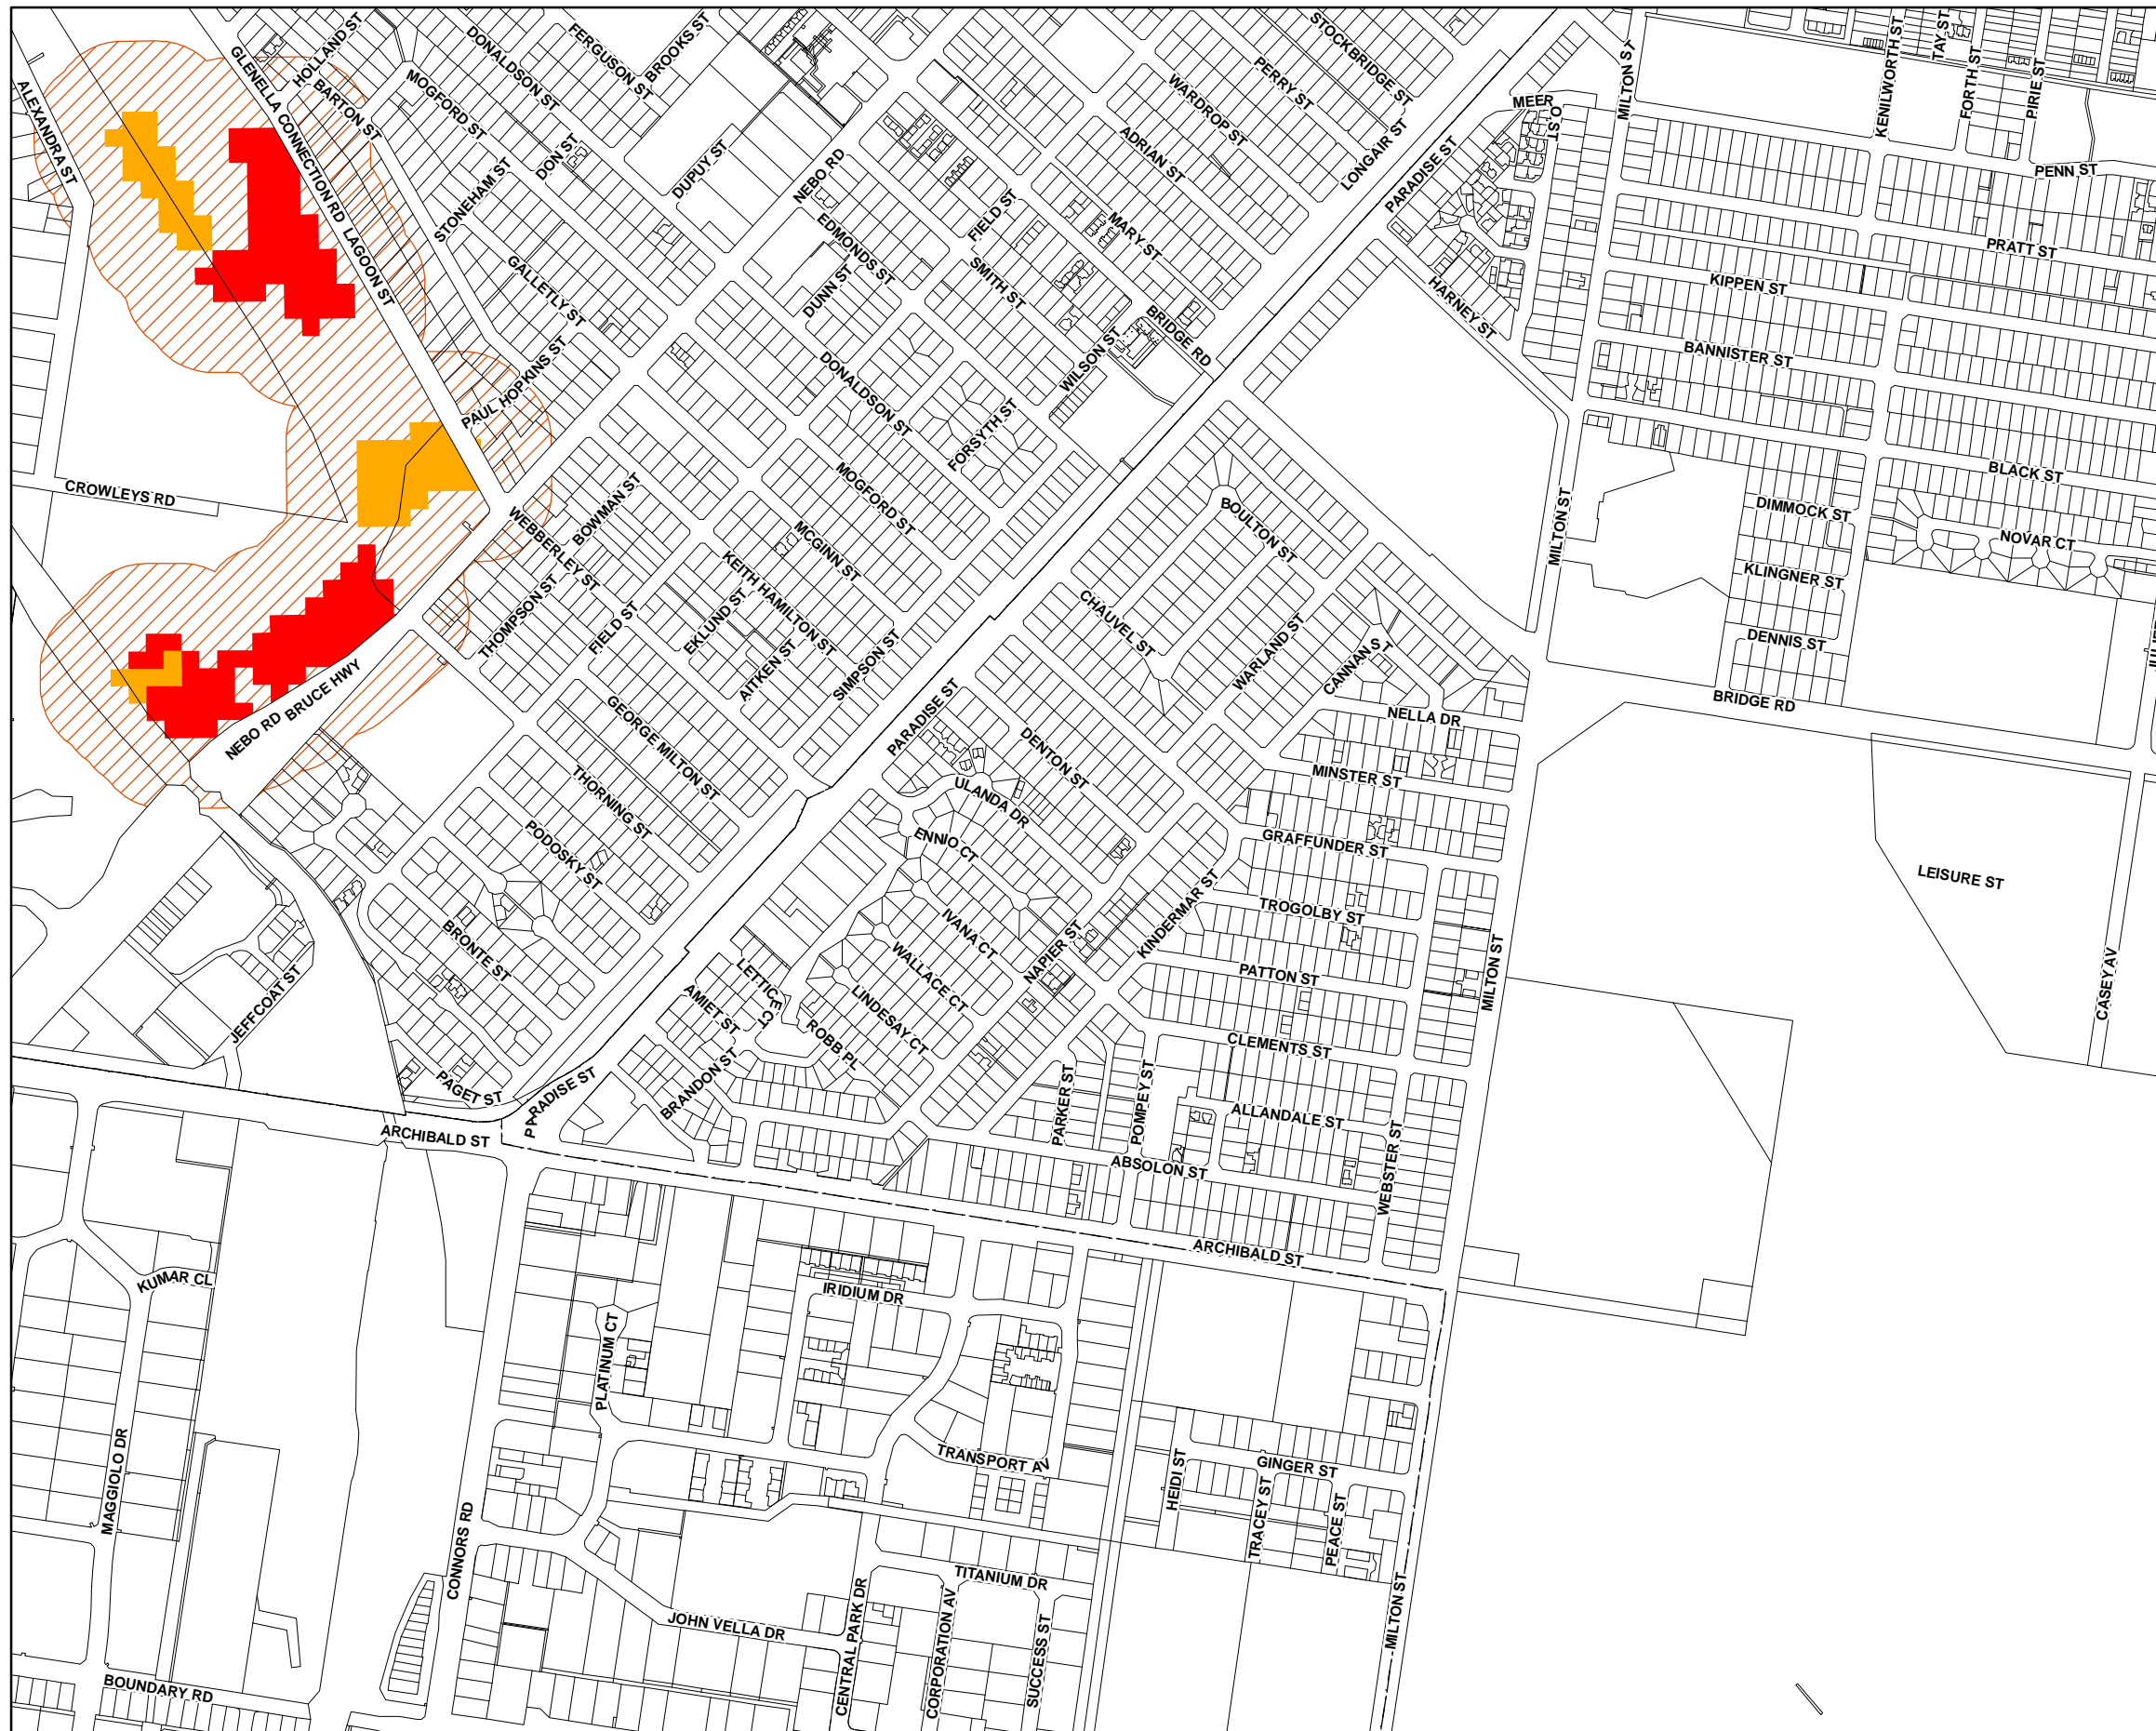 ALEXANDRA ST
GLENELLA CONNECTION RD
LAGOON ST
HOLLAND ST
BARTON ST
MOGFORD ST
DONALDSON ST
FERGUSON ST
BROOKS ST
STONEHAM ST
DON ST
DUPUY ST
NEBO RD
EDMONDS ST
DUNN ST
FIELD ST
SMITH ST
MARY ST
ADRIAN ST
WARDROP ST
PERRY ST
STOCKBRIDGE ST
LONGAIR ST
PARADISE ST
MEER
O ST
MILTON ST
KENILWORTH ST
TAY ST
FORTH ST
PIRIE ST
PENN ST
PRATT ST
KIPPEN ST
HARNEY ST
BANNISTER ST
GALLETLY ST
PAUL HOPKINS ST
WILSON ST
BRIDGE RD
DONALDSON ST
FORSYTH ST
MOGFORD ST
CROWLEYS RD
WEBBERLEY ST
BOWMAN ST
MCGINN ST
KEITH HAMILTON ST
BOULTON ST
MILTON ST
BLACK ST
DIMMOCK ST
NOVAR CT
KLINGNER ST
DENNIS ST
BRIDGE RD
THOMPSON ST
FIELD ST
EKLUND ST
AITKEN ST
SIMPSON ST
CHAUVEL ST
WARLAND ST
CANNAN ST
NELLA DR
MINSTER ST
NEBO RD
BRUCE HWY
GEORGE MILTON ST
PARADISE ST
DENTON ST
THORNING ST
ULANDA DR
PODOSKY ST
ENNIO CT
GRAFFUNDER ST
LEISURE ST
BRONTE ST
IVANA CT
WALLACE CT
NAPIER ST
KINDERMAR ST
TROGOLBY ST
PATTON ST
MILTON ST
CASEY AV
JEFFCOAT ST
LETTICE CT
AMIET ST
LINDESAY CT
ROBB PL
CLEMENTS ST
PAGET ST
PARADISE ST
BRANDON ST
PARKER ST
POMPEY ST
ALLANDALE ST
WEBSTER ST
ARCHIBALD ST
ABSOLON ST
ARCHIBALD ST
KUMAR CL
IRIDIUM DR
PLATINUM CT
MAGGIOLO DR
TRANSPORT AV
HEIDI ST
GINGER ST
TRACEY ST
PEACE ST
CONNORS RD
TITANIUM DR
JOHN VELLA DR
CENTRAL PARK DR
CORPORATION AV
SUCCESS ST
MILTON ST
BOUNDARY RD